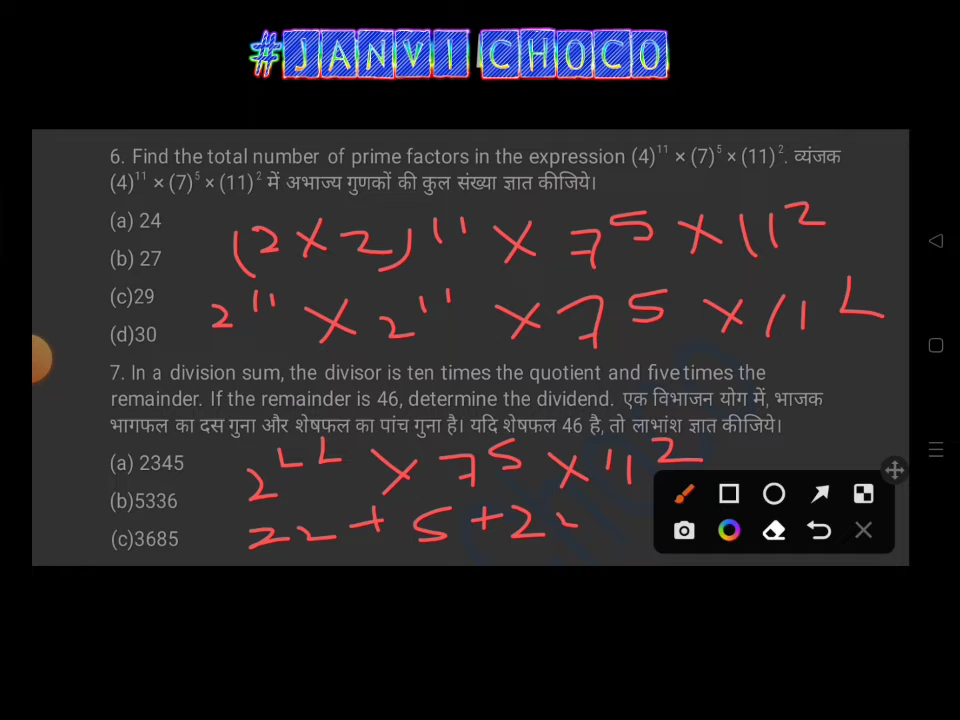 #JANVI CHOCO
6. Find the total number of prime factors in the expression (4)¹¹ × (7)⁵ × (11)². व्यंजक
(4)¹¹ × (7)⁵ × (11)² में अभाज्य गुणकों की कुल संख्या ज्ञात कीजिये।
(a) 24
(2×2)¹¹ × 7⁵ × 11²
(b) 27
(c)29
2¹¹ × 2¹¹ × 7⁵ × 11²
(d)30
7. In a division sum, the divisor is ten times the quotient and five times the
remainder. If the remainder is 46, determine the dividend. एक विभाजन योग में, भाजक
भागफल का दस गुना और शेषफल का पांच गुना है। यदि शेषफल 46 है, तो लाभांश ज्ञात कीजिये।
(a) 2345
2²² × 7⁵ × 11²
(b)5336
(c)3685
22 + 5 + 2